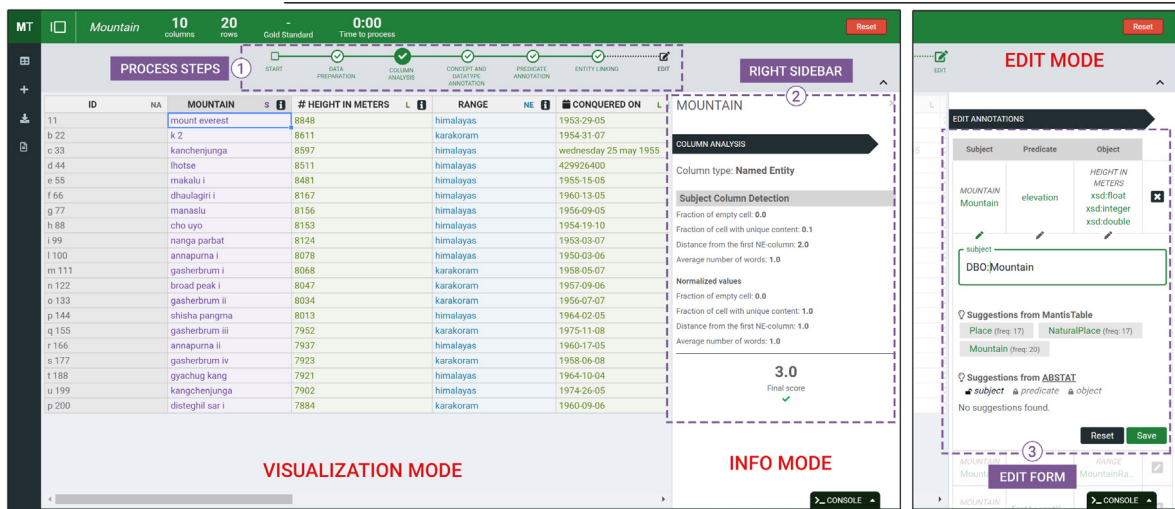 MT Mountain 10 columns 20 rows - Gold Standard 0:00 Time to process Reset
PROCESS STEPS 1 START DATA PREPARATION COLUMN ANALYSIS CONCEPT AND DATATYPE ANNOTATION PREDICATE ANNOTATION ENTITY LINKING EDIT
RIGHT SIDEBAR
2
ID NA MOUNTAIN S # HEIGHT IN METERS L RANGE NE CONQUERED ON L
11 mount everest 8848 himalayas 1953-29-05
b 22 k 2 8611 karakoram 1954-31-07
c 33 kanchenjunga 8597 himalayas wednesday 25 may 1955
d 44 lhotse 8511 himalayas 429926400
e 55 makalu i 8481 himalayas 1955-15-05
f 66 dhaulagiri i 8167 himalayas 1960-13-05
g 77 manaslu 8156 himalayas 1956-09-05
h 88 cho uyo 8153 himalayas 1954-19-10
i 99 nanga parbat 8124 himalayas 1953-03-07
l 100 annapurna i 8078 himalayas 1950-03-06
m 111 gasherbrum i 8068 karakoram 1958-05-07
n 122 broad peak i 8047 karakoram 1957-09-06
o 133 gasherbrum ii 8034 karakoram 1956-07-07
p 144 shisha pangma 8013 himalayas 1964-02-05
q 155 gasherbrum iii 7952 karakoram 1975-11-08
r 166 annapurna ii 7937 himalayas 1960-17-05
s 177 gasherbrum iv 7923 karakoram 1958-06-08
t 188 gyachug kang 7921 himalayas 1964-10-04
u 199 kangchenjunga 7902 himalayas 1974-26-05
p 200 disteghil sar i 7884 karakoram 1960-09-06
VISUALIZATION MODE
MOUNTAIN
COLUMN ANALYSIS
Column type: Named Entity
Subject Column Detection
Fraction of empty cell: 0.0
Fraction of cell with unique content: 0.1
Distance from the first NE-column: 2.0
Average number of words: 1.0
Normalized values
Fraction of empty cell: 0.0
Fraction of cell with unique content: 1.0
Distance from the first NE-column: 1.0
Average number of words: 1.0
3.0
Final score
INFO MODE
>_ CONSOLE
Reset
EDIT
EDIT MODE
L
55
EDIT ANNOTATIONS
Subject Predicate Object
MOUNTAIN Mountain elevation HEIGHT IN METERS xsd:float xsd:integer xsd:double
subject
DBO:Mountain
Suggestions from MantisTable
Place (freq: 17) NaturalPlace (freq: 17)
Mountain (freq: 20)
Suggestions from ABSTAT
subject predicate object
No suggestions found.
Reset Save
3
EDIT FORM
MOUNTAIN RANGE
MountainRa...
MOUNTAIN
>_ CONSOLE